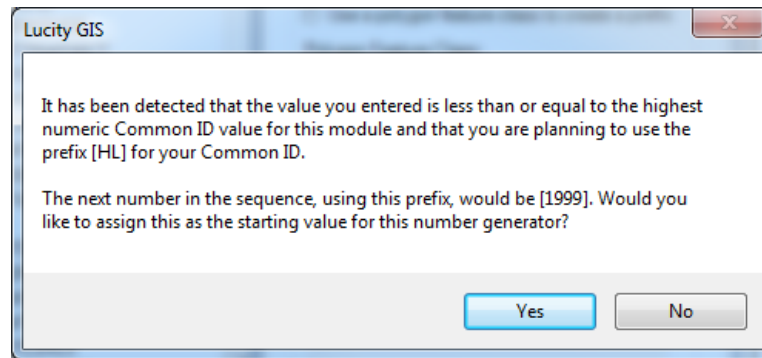 Lucity GIS
It has been detected that the value you entered is less than or equal to the highest
numeric Common ID value for this module and that you are planning to use the
prefix [HL] for your Common ID.
The next number in the sequence, using this prefix, would be [1999]. Would you
like to assign this as the starting value for this number generator?
Yes
No